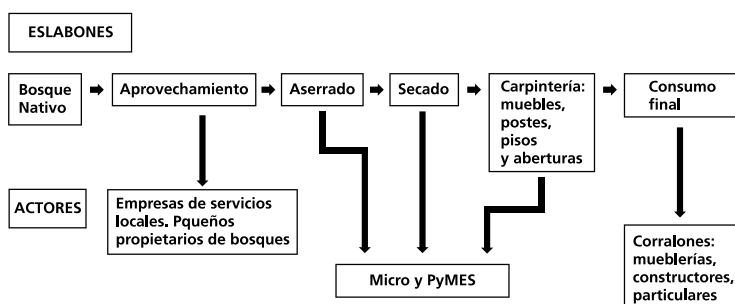 ESLABONES
Bosque
Nativo
Aprovechamiento
Aserrado
Secado
Carpintería:
muebles,
postes,
pisos
y aberturas
Consumo
final
ACTORES
Empresas de servicios
locales. Pqueños
propietarios de bosques
Micro y PyMES
Corralones:
mueblerías,
constructores,
particulares